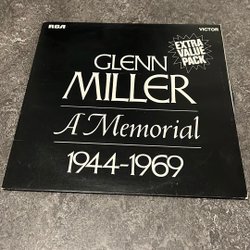 RCA
VICTOR
GLENN
MILLER
EXTRA
VALUE
PACK
A Memorial
1944-1969